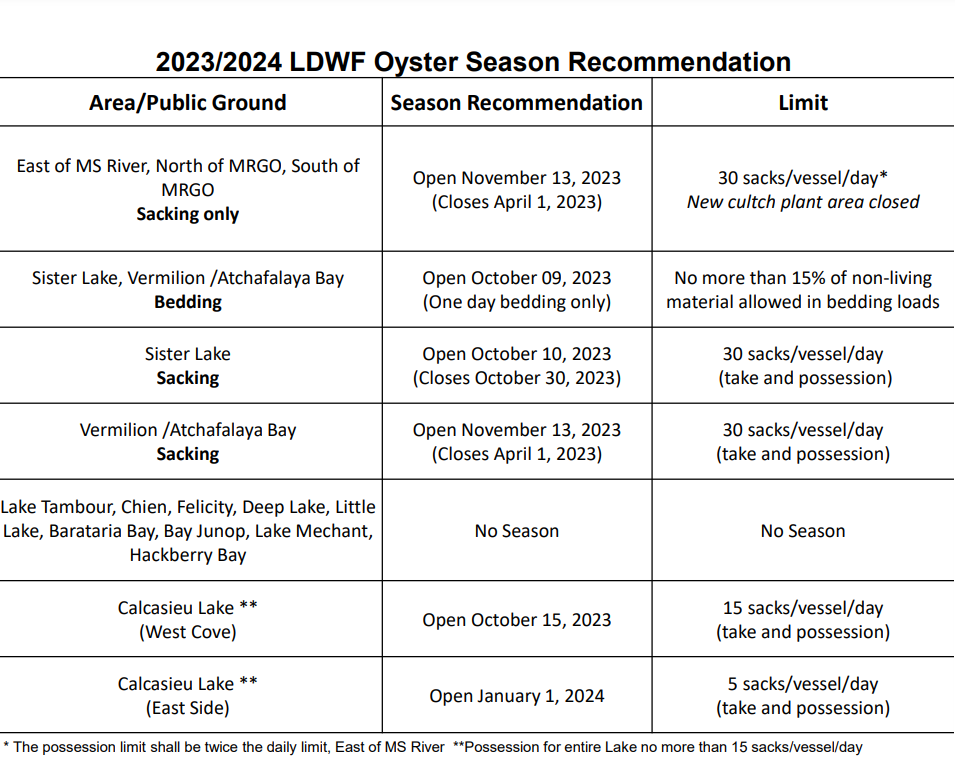 2023/2024 LDWF Oyster Season Recommendation
Area/Public Ground
Season Recommendation
Limit
East of MS River, North of MRGO, South of
MRGO
Sacking only
Open November 13, 2023
(Closes April 1, 2023)
30 sacks/vessel/day*
New cultch plant area closed
Sister Lake, Vermilion /Atchafalaya Bay
Bedding
Open October 09, 2023
(One day bedding only)
No more than 15% of non-living
material allowed in bedding loads
Sister Lake
Sacking
Open October 10, 2023
(Closes October 30, 2023)
30 sacks/vessel/day
(take and possession)
Vermilion /Atchafalaya Bay
Sacking
Open November 13, 2023
(Closes April 1, 2023)
30 sacks/vessel/day
(take and possession)
Lake Tambour, Chien, Felicity, Deep Lake, Little
Lake, Barataria Bay, Bay Junop, Lake Mechant,
Hackberry Bay
No Season
No Season
Calcasieu Lake **
(West Cove)
Open October 15, 2023
15 sacks/vessel/day
(take and possession)
Calcasieu Lake **
(East Side)
Open January 1, 2024
5 sacks/vessel/day
(take and possession)
* The possession limit shall be twice the daily limit, East of MS River **Possession for entire Lake no more than 15 sacks/vessel/day